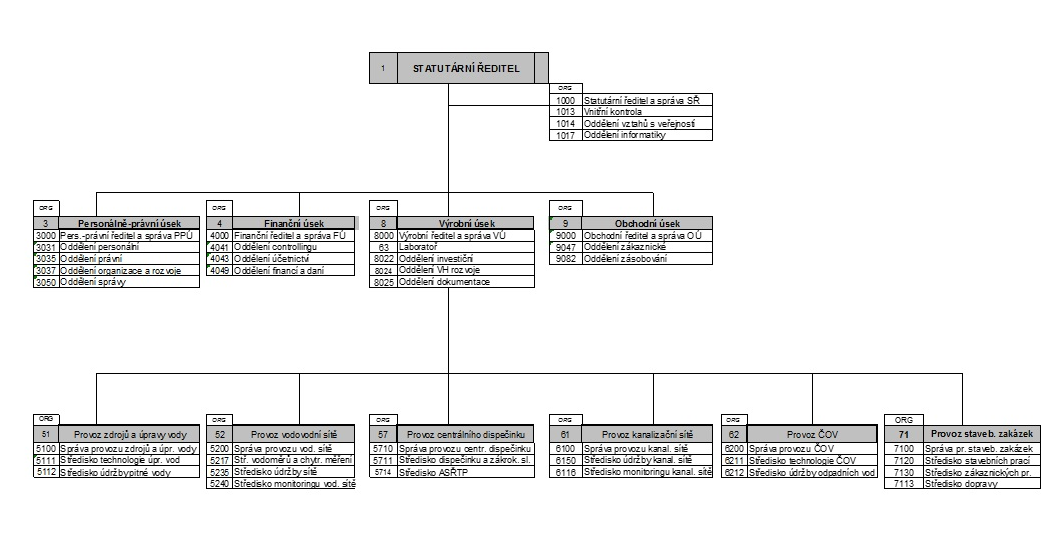 1 STATUTÁRNÍ ŘEDITEL
ORG
1000 Statutární ředitel a správa SŘ
1013 Vnitřní kontrola
1014 Oddělení vztahů s veřejností
1017 Oddělení informatiky
ORG
3 Personálně-právní úsek
3000 Pers.-právní ředitel a správa PPÚ
3031 Oddělení personální
3035 Oddělení právní
3037 Oddělení organizace a rozvoje
3050 Oddělení správy
ORG
4 Finanční úsek
4000 Finanční ředitel a správa FÚ
4041 Oddělení controllingu
4043 Oddělení účetnictví
4049 Oddělení financí a daní
ORG
8 Výrobní úsek
8000 Výrobní ředitel a správa VÚ
63 Laboratoř
8022 Oddělení investiční
8024 Oddělení VH rozvoje
8025 Oddělení dokumentace
ORG
9 Obchodní úsek
9000 Obchodní ředitel a správa OÚ
9047 Oddělení zákaznické
9082 Oddělení zásobování
ORG
51 Provoz zdrojů a úpravy vody
5100 Správa provozu zdrojů a úpr. vody
5111 Středisko technologie úpr. vod
5112 Středisko údržby pitné vody
ORG
52 Provoz vodovodní sítě
5200 Správa provozu vod. sítě
5217 Stř. vodoměrů a chytr. měření
5235 Středisko údržby sítě
5240 Středisko monitoringu vod. sítě
ORG
57 Provoz centrálního dispečinku
5710 Správa provozu centr. dispečinku
5711 Středisko dispečinku a zákrok. sl.
5714 Středisko ASŘTP
ORG
61 Provoz kanalizační sítě
6100 Správa provozu kanal. sítě
6150 Středisko údržby kanal. sítě
6116 Středisko monitoringu kanal. sítě
ORG
62 Provoz ČOV
6200 Správa provozu ČOV
6211 Středisko technologie ČOV
6212 Středisko údržby odpadních vod
ORG
71 Provoz staveb. zakázek
7100 Správa pr. staveb. zakázek
7120 Středisko stavebních prací
7130 Středisko zákaznických pr.
7113 Středisko dopravy